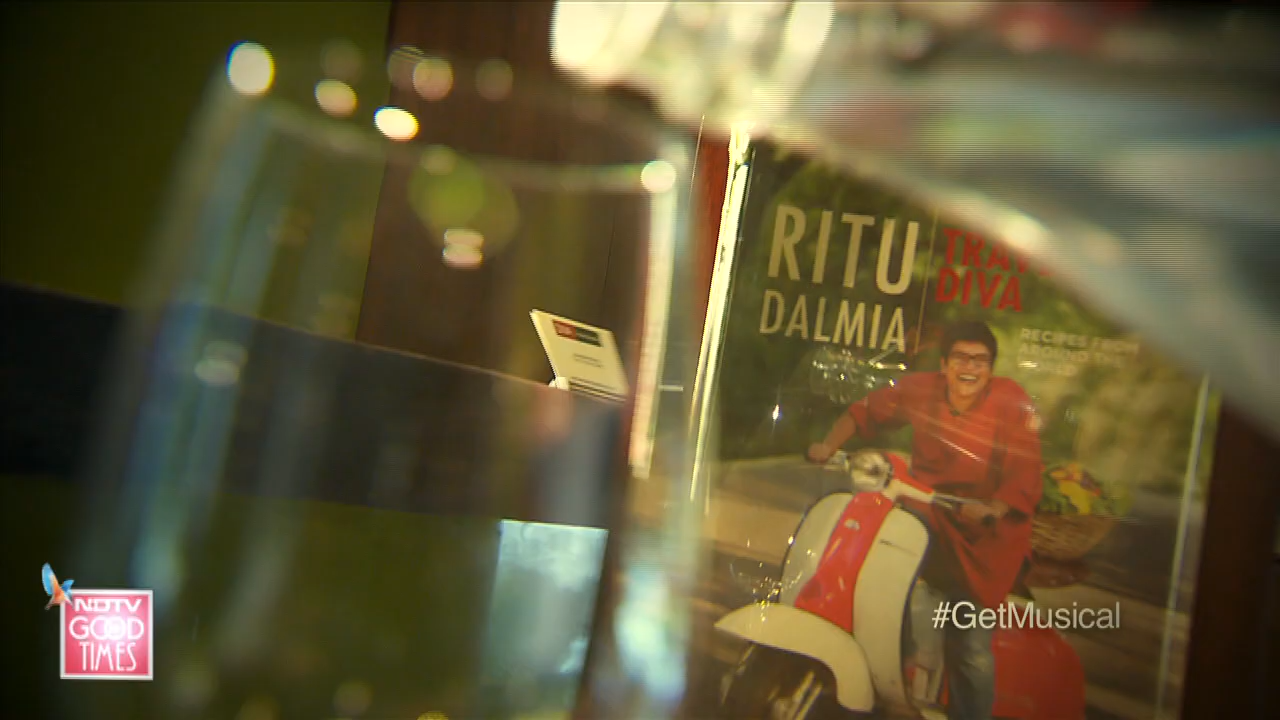 RITU
DALMIA
DIVA
RECIPES FROM
#GetMusical
NDTV
GOOD
TIMES